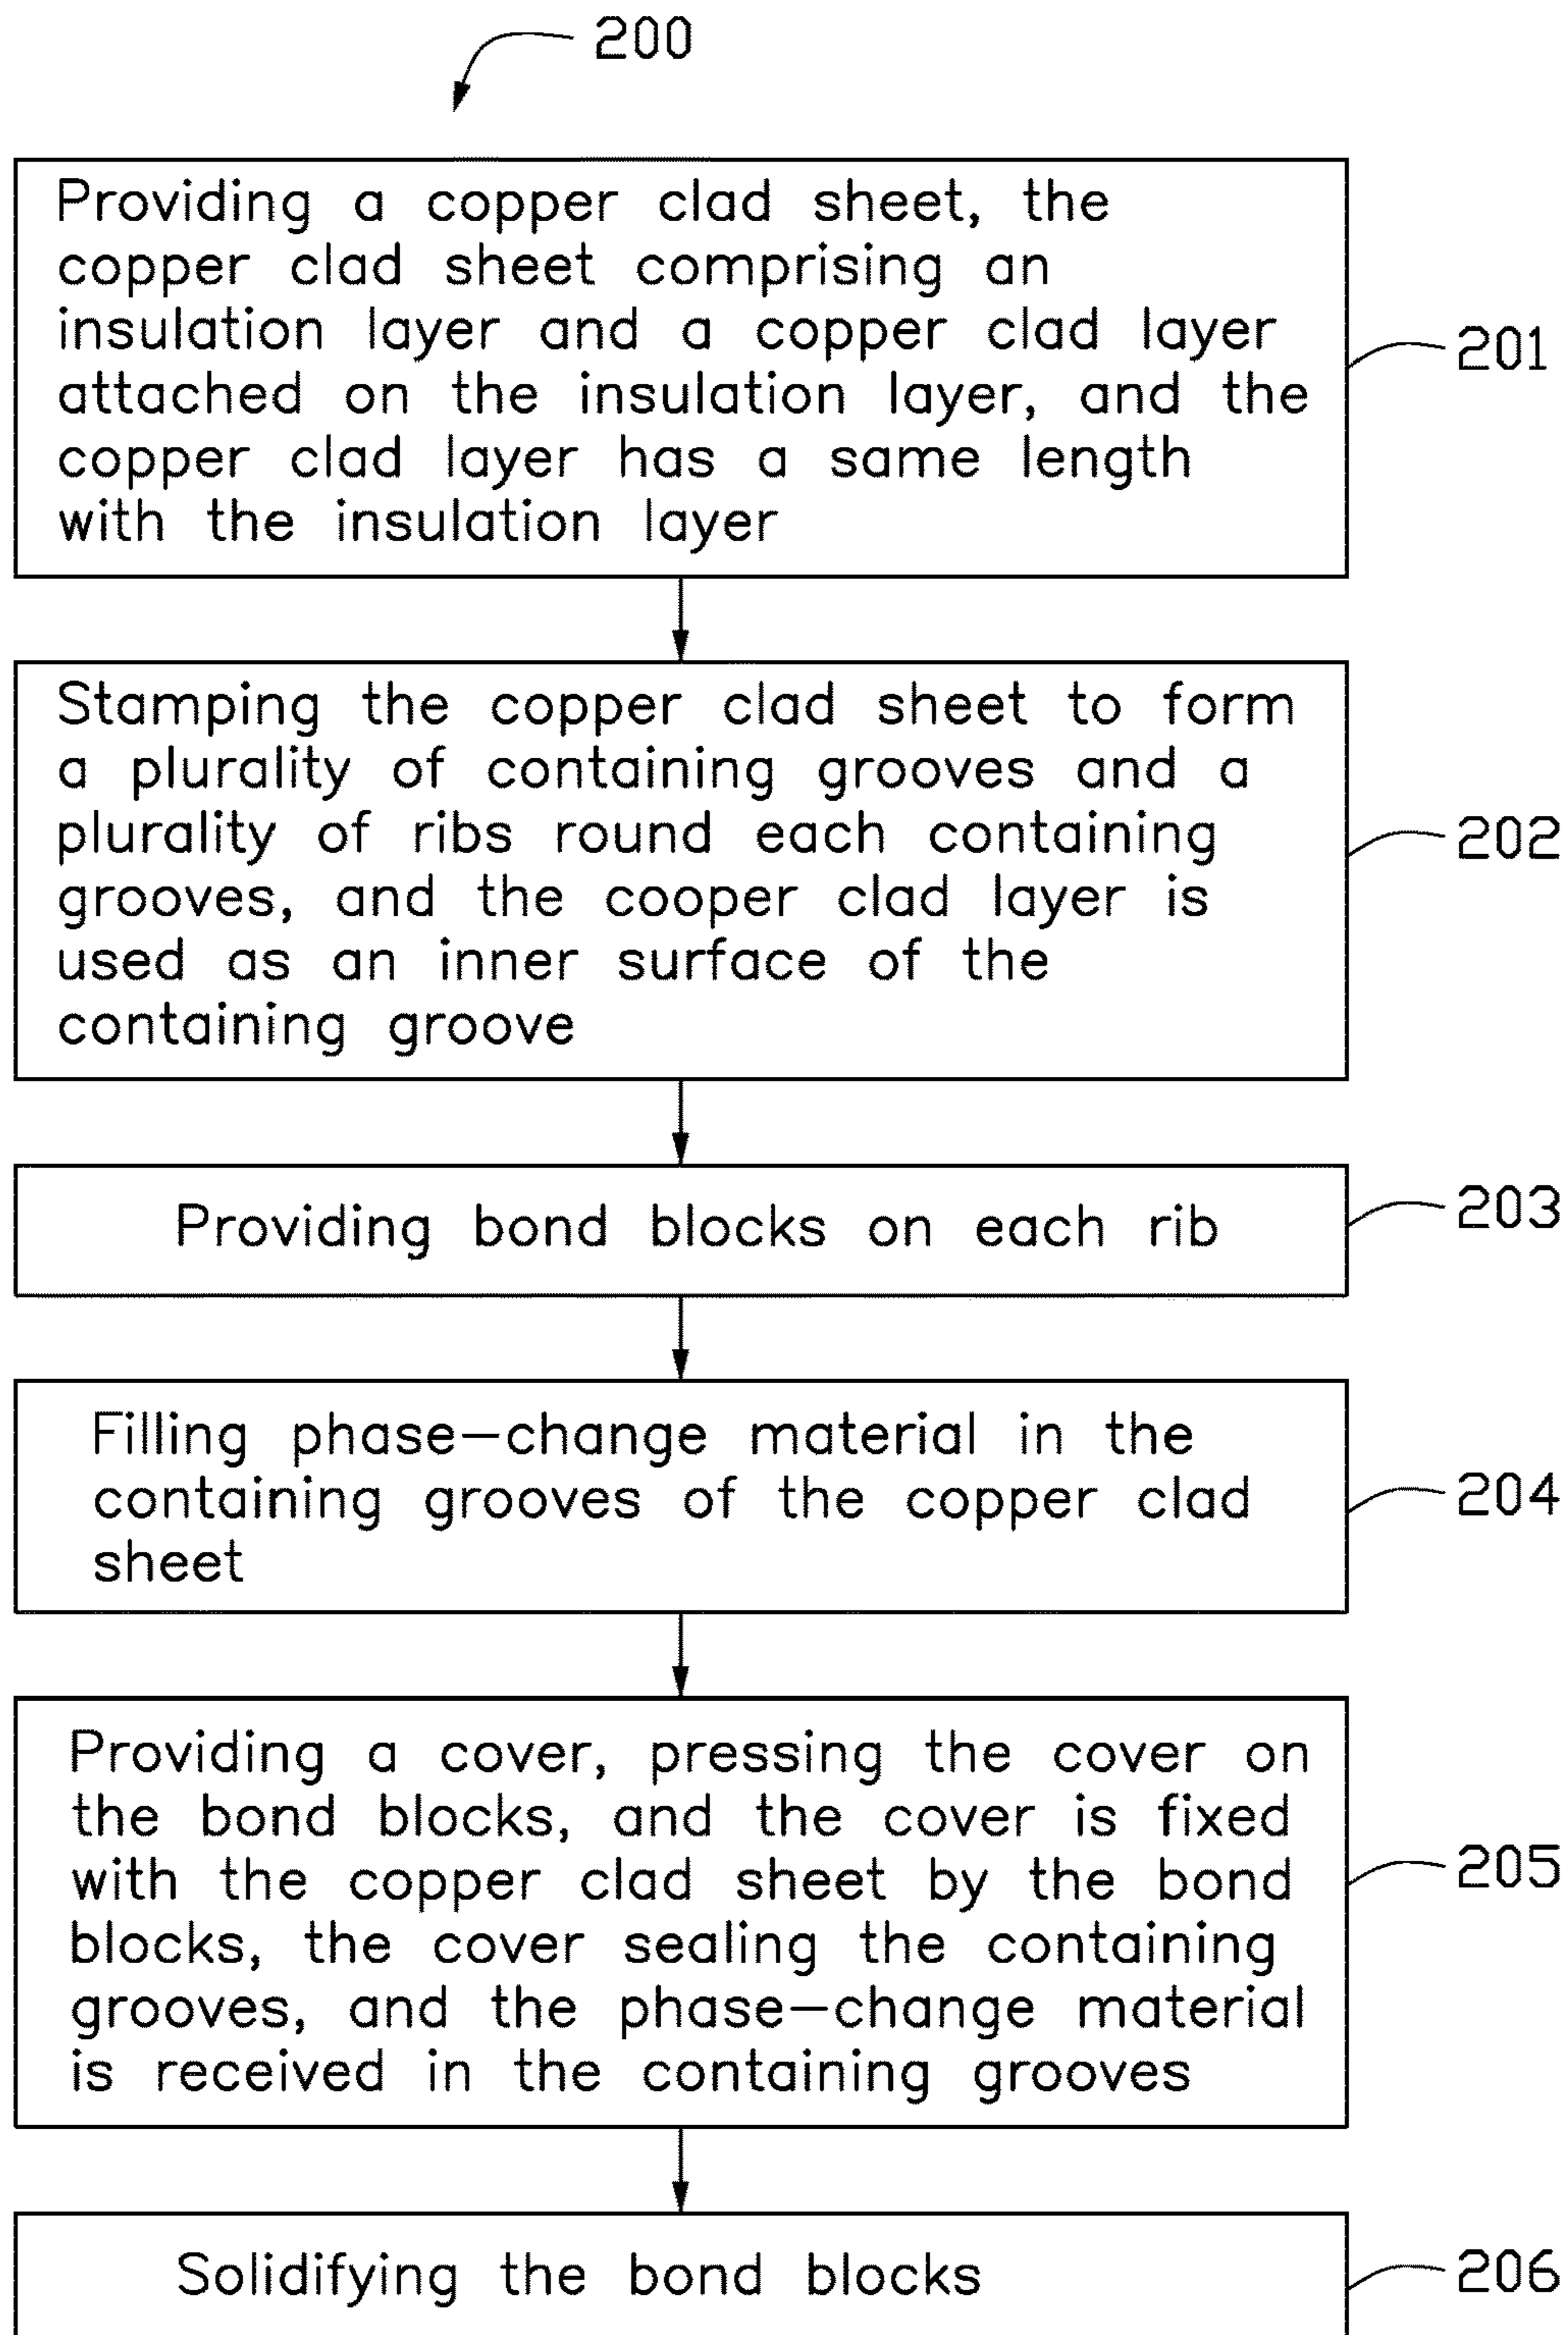 200
Providing a copper clad sheet, the
copper clad sheet comprising an
insulation layer and a copper clad layer
attached on the insulation layer, and the
copper clad layer has a same length
with the insulation layer
201
Stamping the copper clad sheet to form
a plurality of containing grooves and a
plurality of ribs round each containing
grooves, and the cooper clad layer is
used as an inner surface of the
containing groove
202
Providing bond blocks on each rib
203
Filling phase-change material in the
containing grooves of the copper clad
sheet
204
Providing a cover, pressing the cover on
the bond blocks, and the cover is fixed
with the copper clad sheet by the bond
blocks, the cover sealing the containing
grooves, and the phase-change material
is received in the containing grooves
205
Solidifying the bond blocks
206